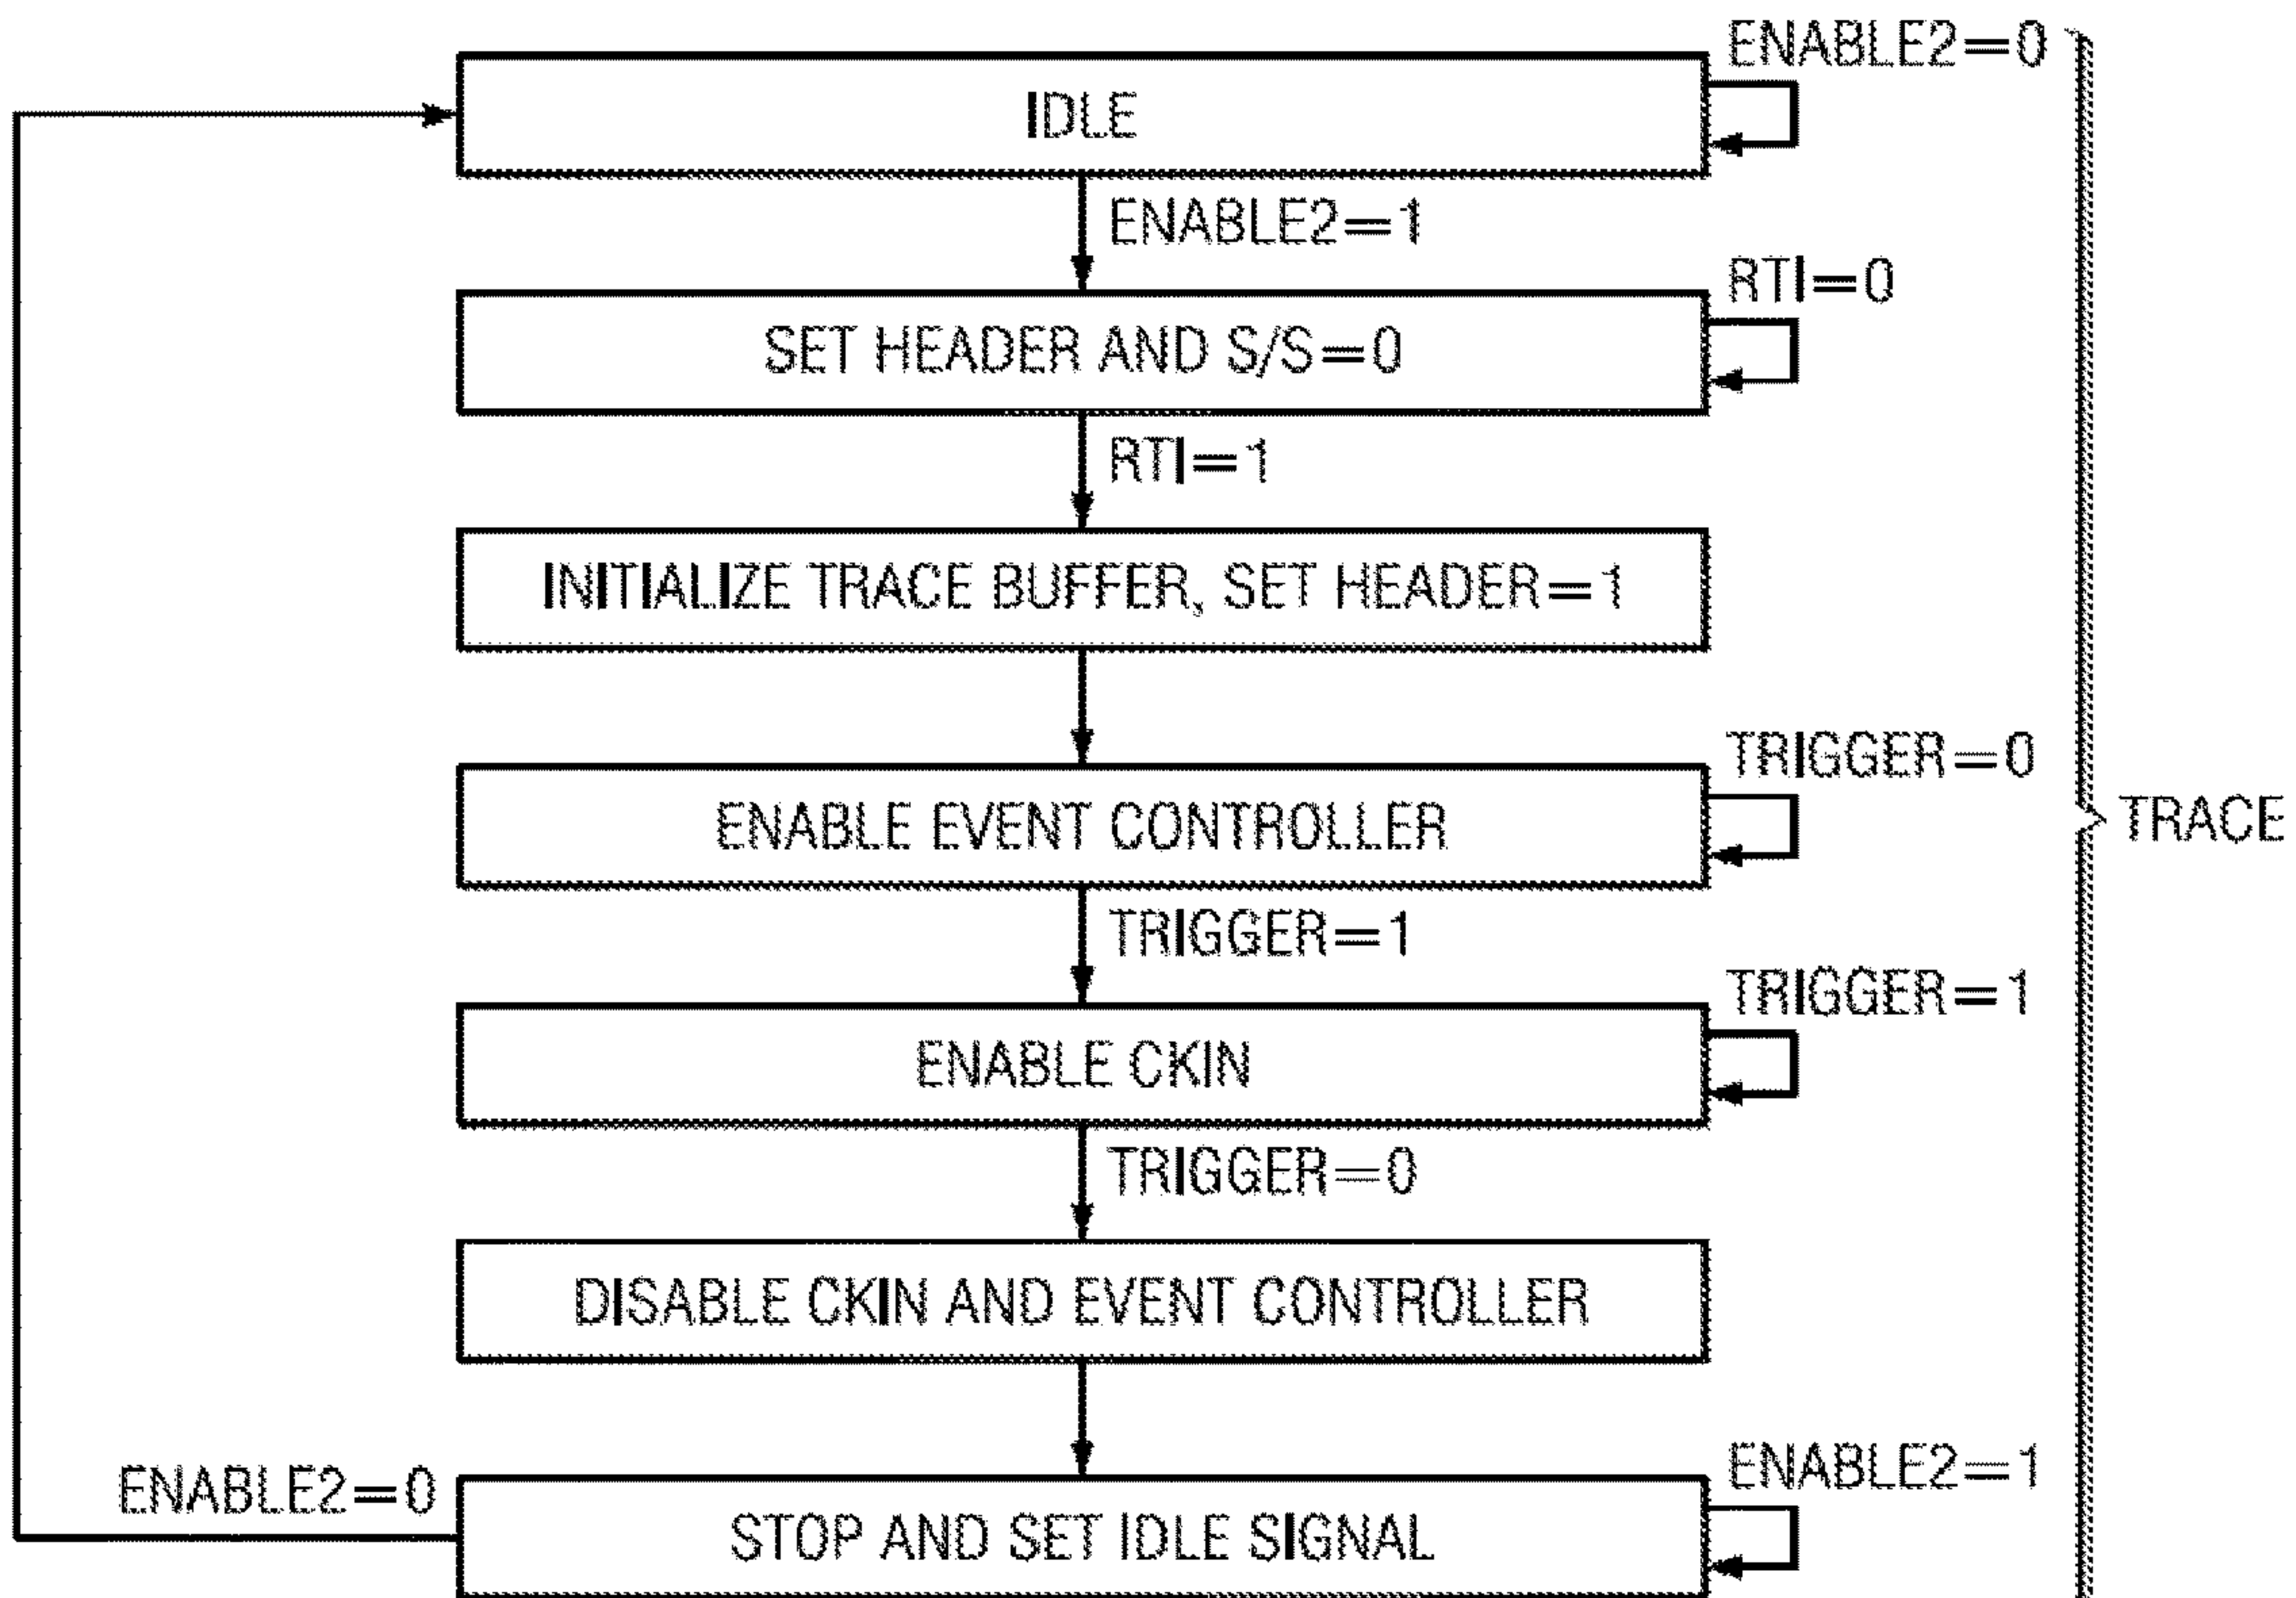 ENABLE2=0
IDLE
ENABLE2=1
RTI=0
SET HEADER AND S/S=0
RTI=1
INITIALIZE TRACE BUFFER, SET HEADER=1
TRIGGER=0
ENABLE EVENT CONTROLLER
TRACE
TRIGGER=1
TRIGGER=1
ENABLE CKIN
TRIGGER=0
DISABLE CKIN AND EVENT CONTROLLER
ENABLE2=0
ENABLE2=1
STOP AND SET IDLE SIGNAL